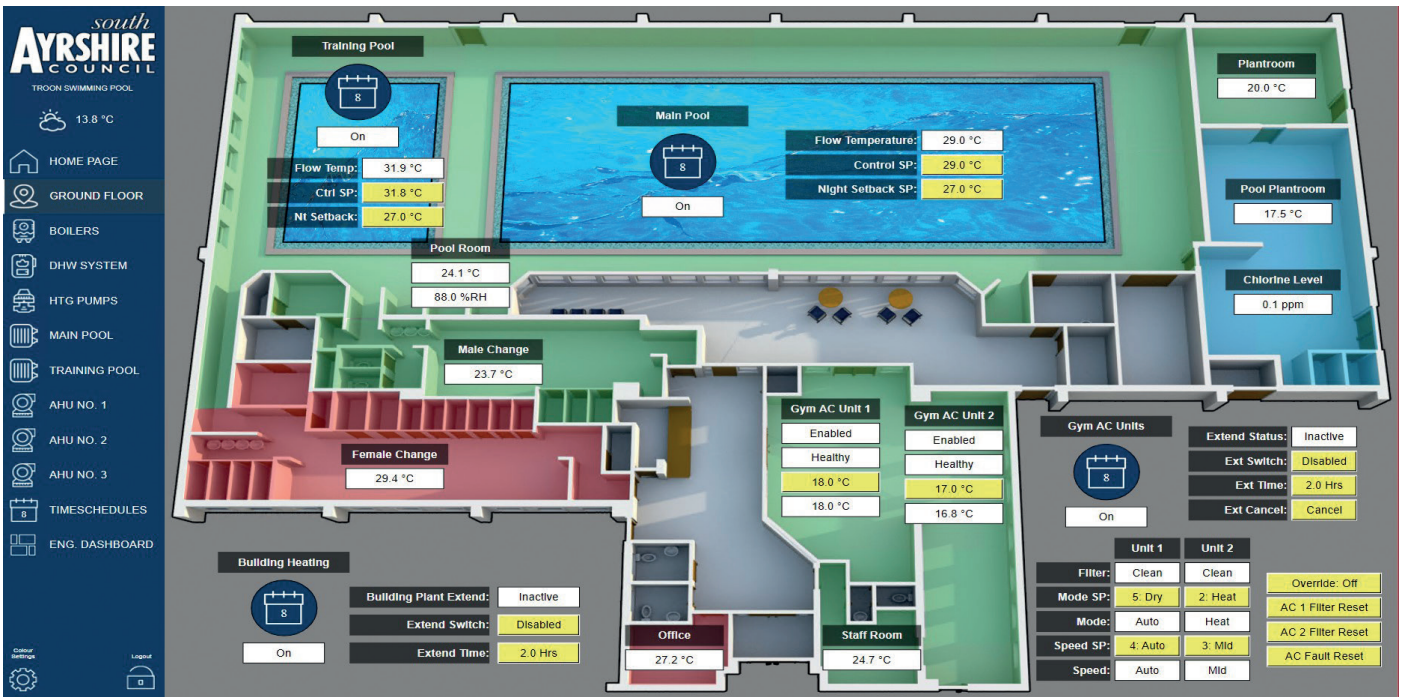 south
AYRSHIRE
COUNCIL
TROON SWIMMING POOL
13.8 °C
HOME PAGE
GROUND FLOOR
BOILERS
DHW SYSTEM
HTG PUMPS
MAIN POOL
TRAINING POOL
AHU NO. 1
AHU NO. 2
AHU NO. 3
8
TIMESCHEDULES
ENG. DASHBOARD
Colour
Settings
Logout
Training Pool
8
On
Flow Temp: 31.9 °C
Ctrl SP: 31.8 °C
Nt Setback: 27.0 °C
Main Pool
8
On
Flow Temperature: 29.0 °C
Control SP: 29.0 °C
Night Setback SP: 27.0 °C
Plantroom
20.0 °C
Pool Plantroom
17.5 °C
Chlorine Level
0.1 ppm
Pool Room
24.1 °C
88.0 %RH
Male Change
23.7 °C
Female Change
29.4 °C
Gym AC Unit 1
Enabled
Healthy
18.0 °C
18.0 °C
Gym AC Unit 2
Enabled
Healthy
17.0 °C
16.8 °C
Gym AC Units
8
On
Extend Status: Inactive
Ext Switch: Disabled
Ext Time: 2.0 Hrs
Ext Cancel: Cancel
Building Heating
8
On
Building Plant Extend: Inactive
Extend Switch: Disabled
Extend Time: 2.0 Hrs
Office
27.2 °C
Staff Room
24.7 °C
Unit 1 Unit 2
Filter: Clean Clean
Mode SP: 5: Dry 2: Heat
Mode: Auto Heat
Speed SP: 4: Auto 3: Mid
Speed: Auto Mid
Override: Off
AC 1 Filter Reset
AC 2 Filter Reset
AC Fault Reset